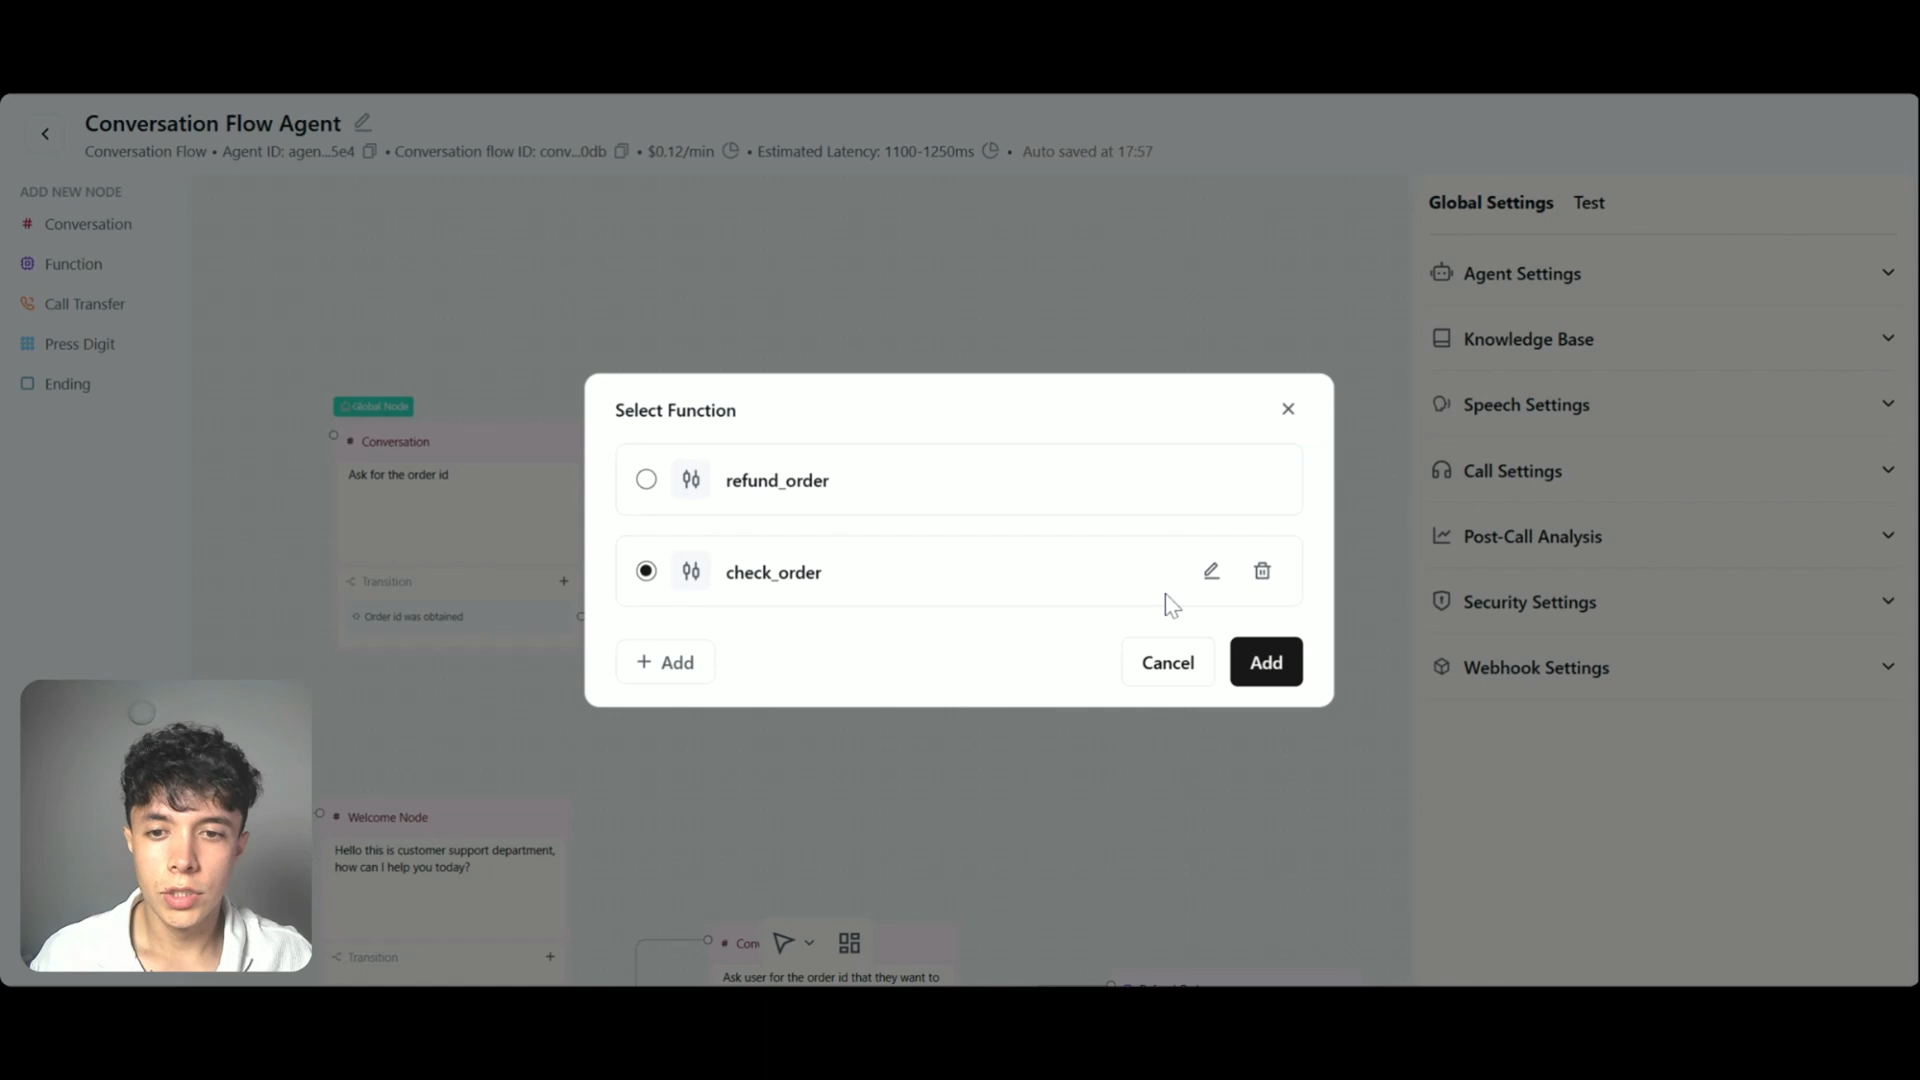 Conversation Flow Agent
Conversation Flow • Agent ID: agen...5e4 • Conversation flow ID: conv...0db • $0.12/min • Estimated Latency: 1100-1250ms • Auto saved at 17:57
ADD NEW NODE
# Conversation
Function
Call Transfer
Press Digit
Ending
Global Node
# Conversation
Ask for the order id
Transition +
Order id was obtained
# Welcome Node
Hello this is customer support department,
how can I help you today?
Transition +
# Conv
Ask user for the order id that they want to
Select Function
refund_order
check_order
+ Add
Cancel
Add
Global Settings Test
Agent Settings
Knowledge Base
Speech Settings
Call Settings
Post-Call Analysis
Security Settings
Webhook Settings